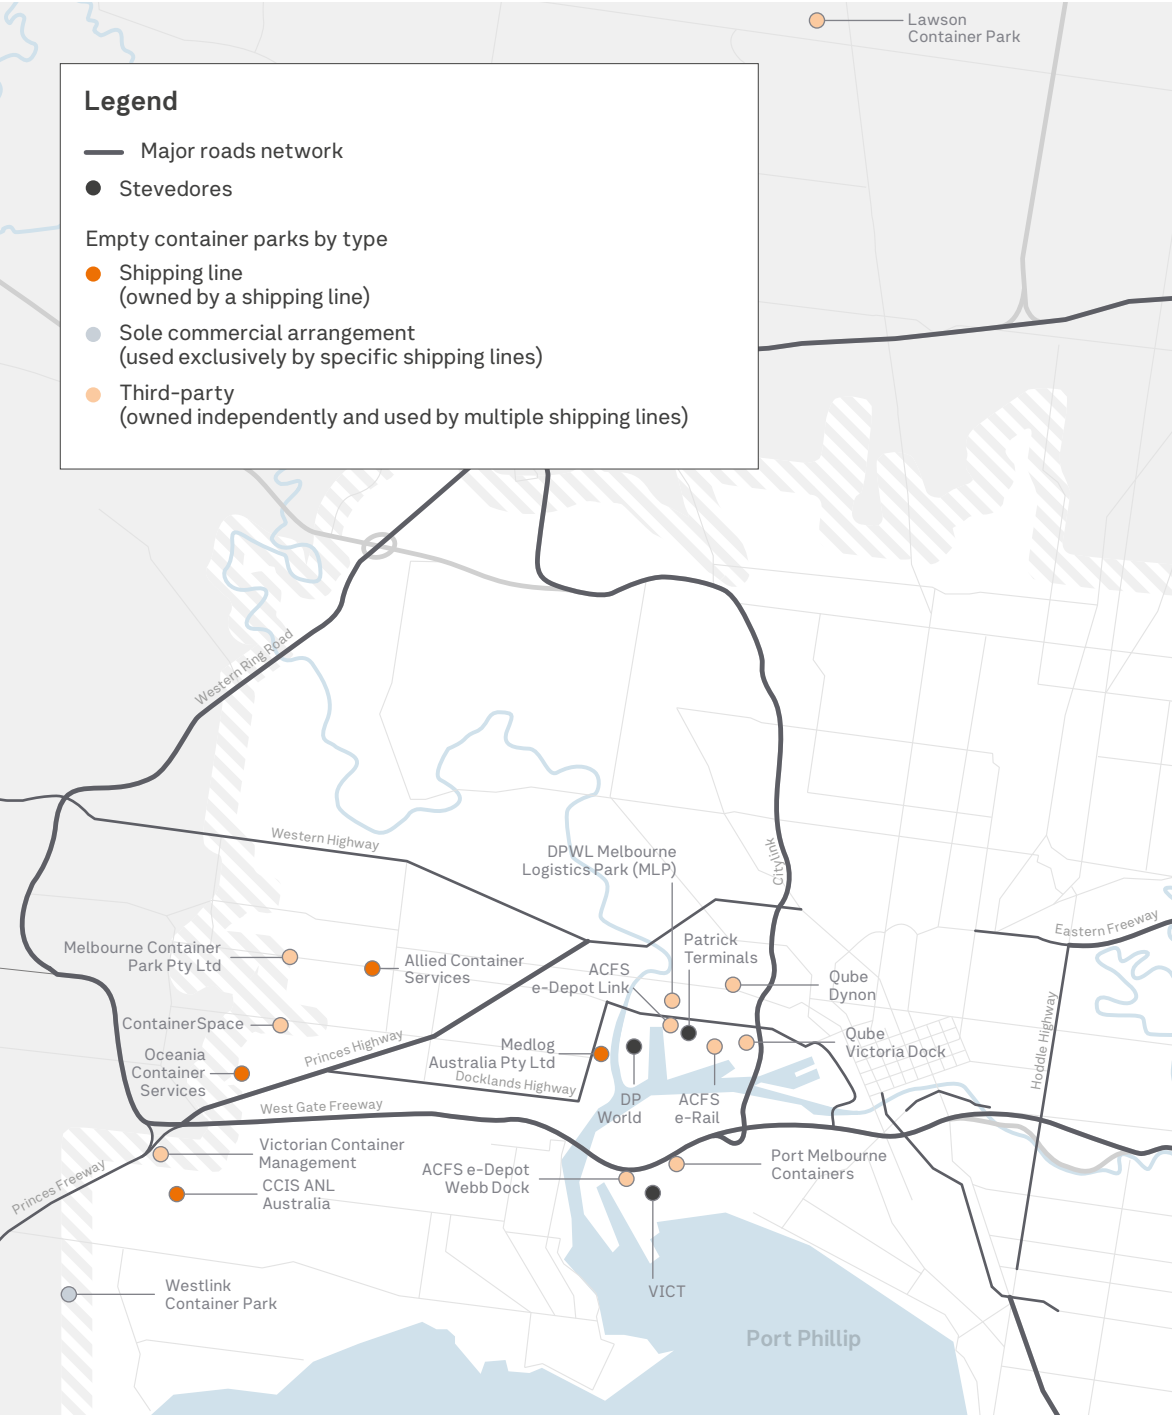 Lawson
Container Park
Legend
Major roads network
Stevedores
Empty container parks by type
Shipping line
(owned by a shipping line)
Sole commercial arrangement
(used exclusively by specific shipping lines)
Third-party
(owned independently and used by multiple shipping lines)
Western Ring Road
Western Highway
Citylink
DPWL Melbourne
Logistics Park (MLP)
Eastern Freeway
Melbourne Container
Park Pty Ltd
Allied Container
Services
Patrick
Terminals
ACFS
e-Depot Link
Qube
Dynon
ContainerSpace
Princes Highway
Qube
Victoria Dock
Hoddle Highway
Oceania
Container
Services
Medlog
Australia Pty Ltd
Docklands Highway
DP
World
ACFS
e-Rail
West Gate Freeway
Victorian Container
Management
ACFS e-Depot
Webb Dock
Port Melbourne
Containers
Princes Freeway
CCIS ANL
Australia
Westlink
Container Park
VICT
Port Phillip